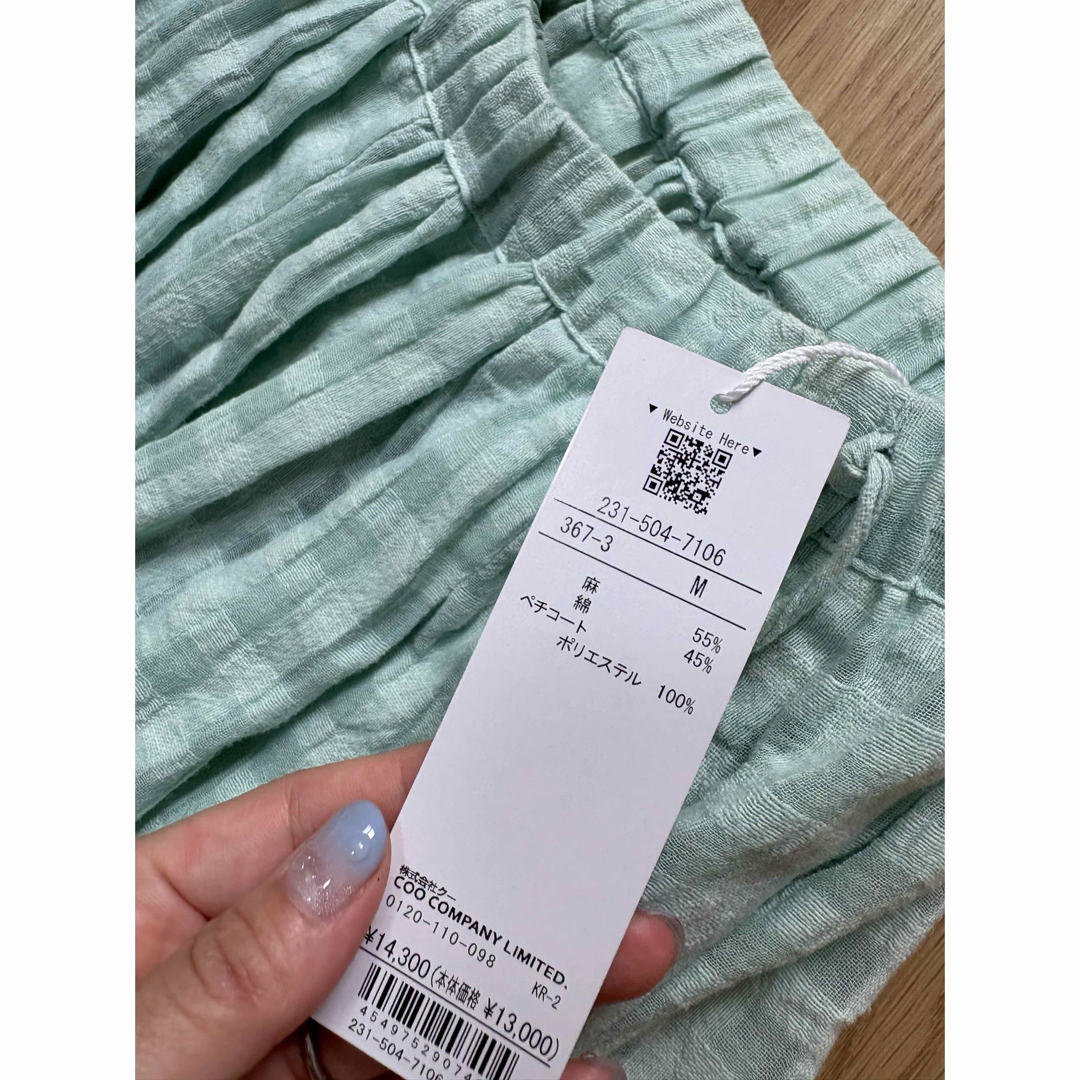 ▼ Website Here▼
231-504-7106
367-3 M
麻 55%
綿 45%
ペチコート
ポリエステル 100%
株式会社クー
COO COMPANY LIMITED.
0120-110-098
KR-2
¥14,300(本体価格 ¥13,000)
45497529074
231-504-7106